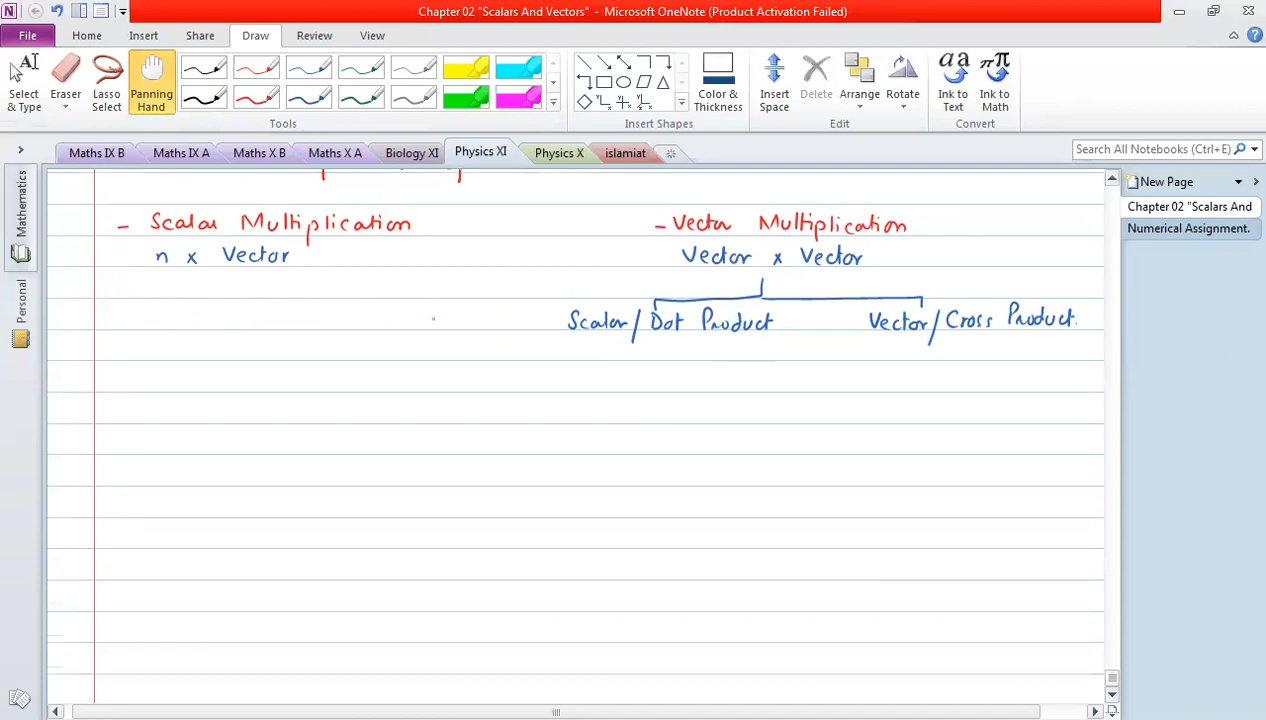 Chapter 02 "Scalars And Vectors" - Microsoft OneNote (Product Activation Failed)
File Home Insert Share Draw Review View
Select & Type
Eraser
Lasso Select
Panning Hand
Color & Thickness
Insert Space
Delete
Arrange
Rotate
Ink to Text
Ink to Math
Tools
Insert Shapes
Edit
Convert
Maths IX B Maths IX A Maths X B Maths X A Biology XI Physics XI Physics X islamiat
Search All Notebooks (Ctrl+E)
New Page
Chapter 02 "Scalars And
Numerical Assignment.
Mathematics
Personal
- Scalar Multiplication
n x Vector
- Vector Multiplication
Vector x Vector
Scalar/Dot Product
Vector/Cross Product.